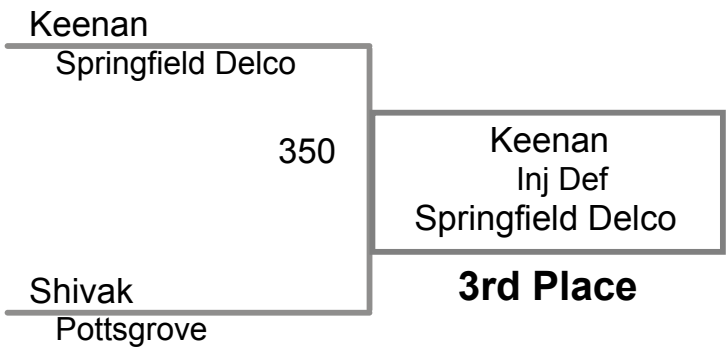 Keenan
Springfield Delco
350
Keenan
Inj Def
Springfield Delco
3rd Place
Shivak
Pottsgrove